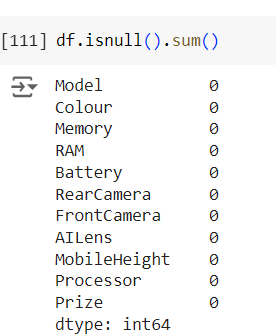 [111] df.isnull().sum()
Model 0
Colour 0
Memory 0
RAM 0
Battery 0
RearCamera 0
FrontCamera 0
AILens 0
MobileHeight 0
Processor 0
Prize 0
dtype: int64